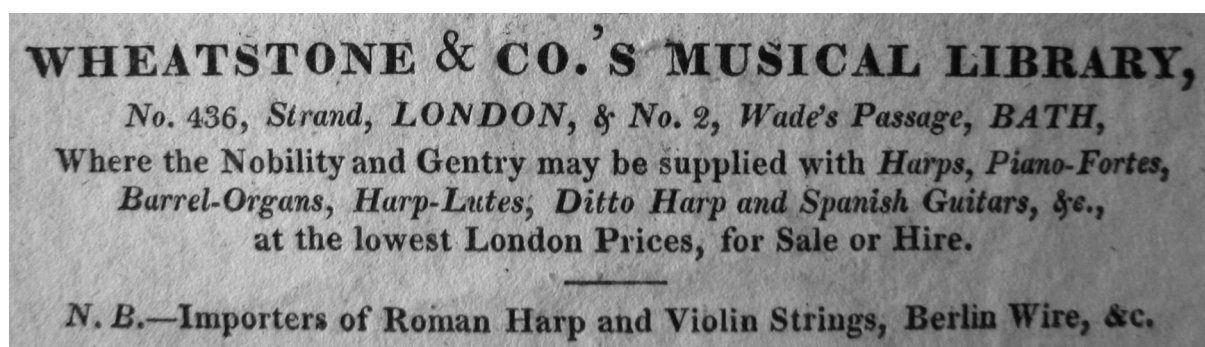 WHEATSTONE & CO.'S MUSICAL LIBRARY,
No. 436, Strand, LONDON, & No. 2, Wade's Passage, BATH,
Where the Nobility and Gentry may be supplied with Harps, Piano-Fortes,
Barrel-Organs, Harp-Lutes, Ditto Harp and Spanish Guitars, &c.,
at the lowest London Prices, for Sale or Hire.
N. B.—Importers of Roman Harp and Violin Strings, Berlin Wire, &c.